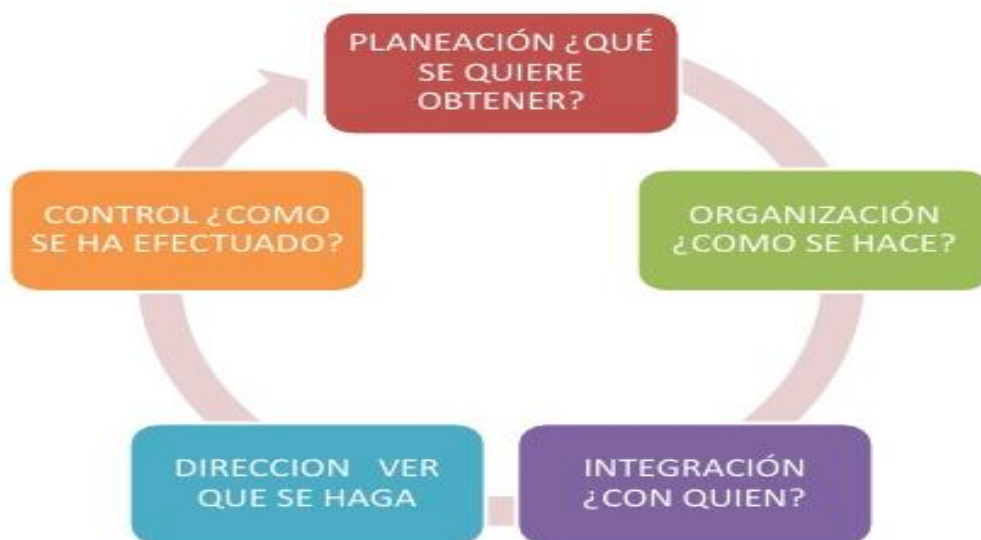 PLANEACIÓN ¿QUÉ
SE QUIERE
OBTENER?
ORGANIZACIÓN
¿COMO SE HACE?
INTEGRACIÓN
¿CON QUIEN?
DIRECCION VER
QUE SE HAGA
CONTROL ¿COMO
SE HA EFECTUADO?